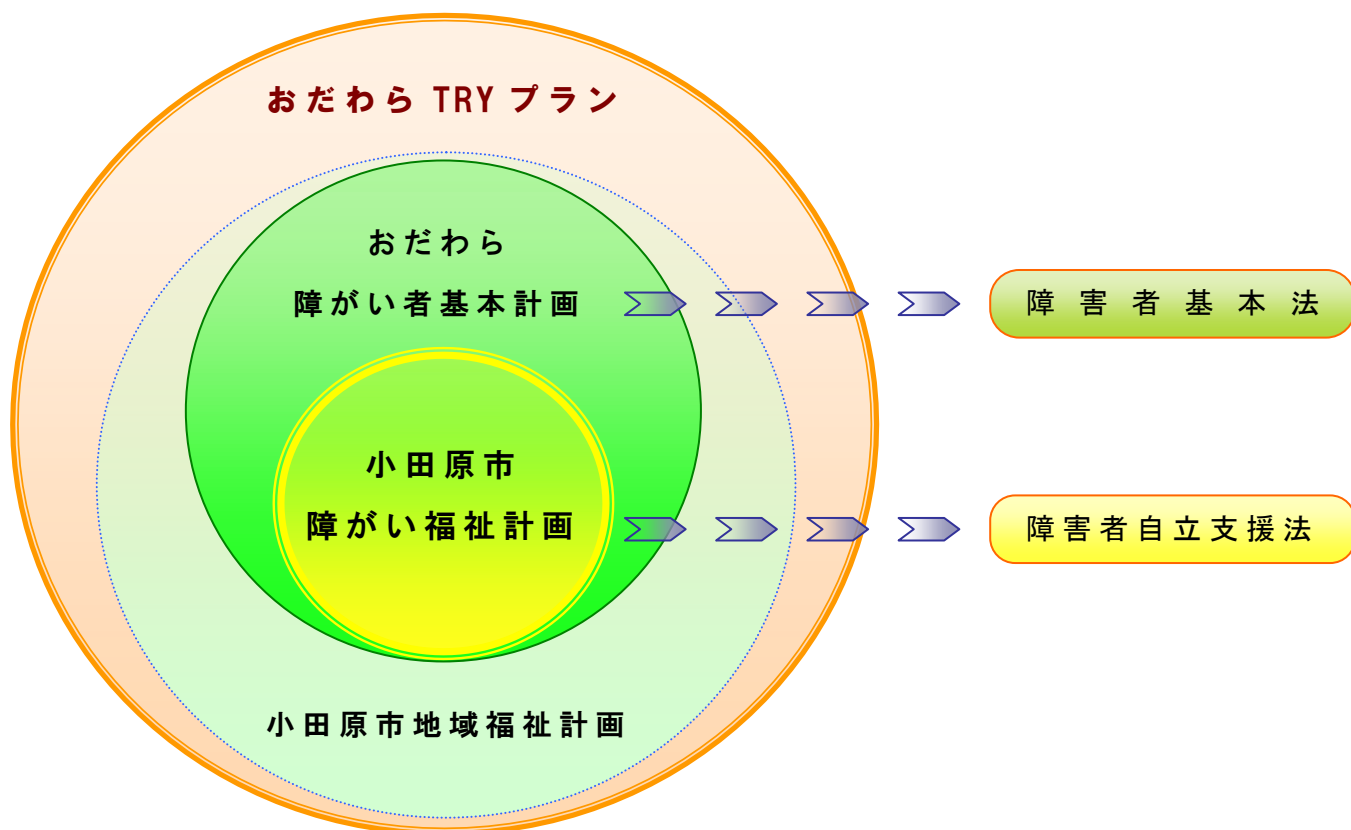 おだわら TRY プラン
おだわら
障がい者基本計画
障害者基本法
小田原市
障がい福祉計画
障害者自立支援法
小田原市地域福祉計画